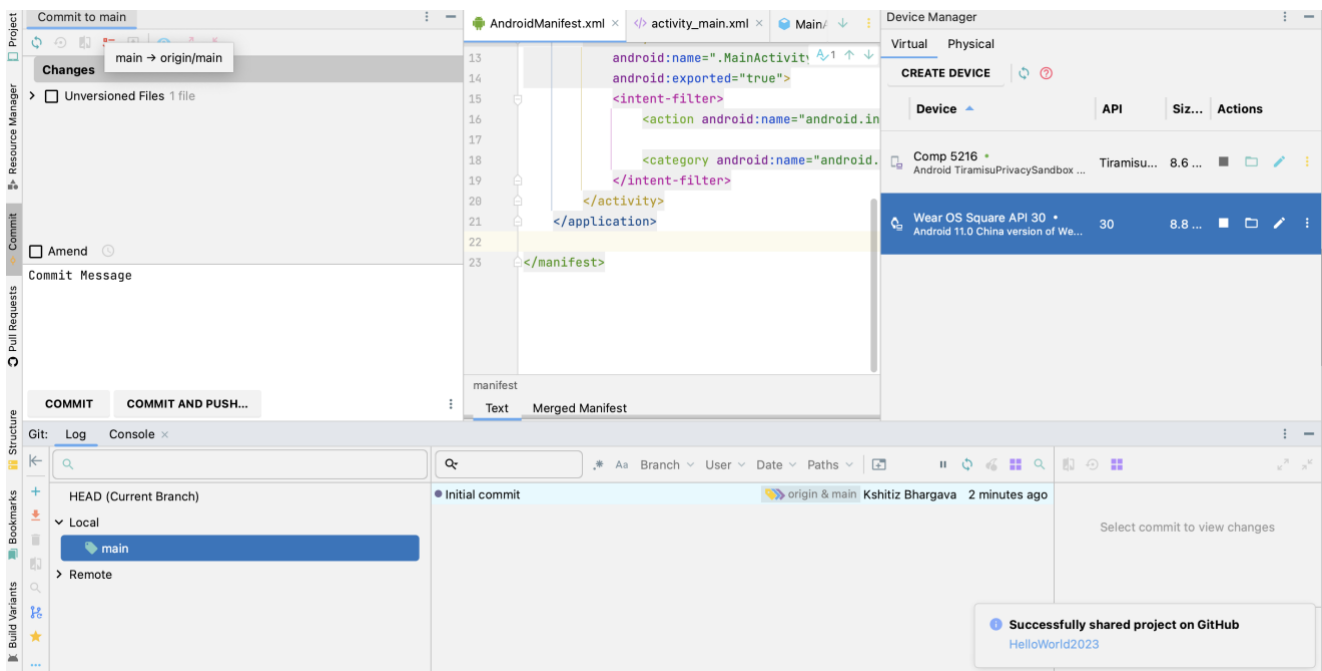 Project
Resource Manager
Commit
Pull Requests
Structure
Bookmarks
Build Variants
Commit to main
main → origin/main
Changes
Unversioned Files 1 file
Amend
Commit Message
COMMIT
COMMIT AND PUSH...
AndroidManifest.xml
activity_main.xml
MainA
1
13 android:name=".MainActivity
14 android:exported="true">
15 <intent-filter>
16 <action android:name="android.in
17
18 <category android:name="android.
19 </intent-filter>
20 </activity>
21 </application>
22
23 </manifest>
manifest
Text Merged Manifest
Device Manager
Virtual Physical
CREATE DEVICE
Device API Siz... Actions
Comp 5216 Tiramisu... 8.6 ...
Android TiramisuPrivacySandbox ...
Wear OS Square API 30 30 8.8 ...
Android 11.0 China version of We...
Git: Log Console
Aa Branch User Date Paths
HEAD (Current Branch)
Local
main
Remote
Initial commit origin & main Kshitiz Bhargava 2 minutes ago
Select commit to view changes
Successfully shared project on GitHub
HelloWorld2023